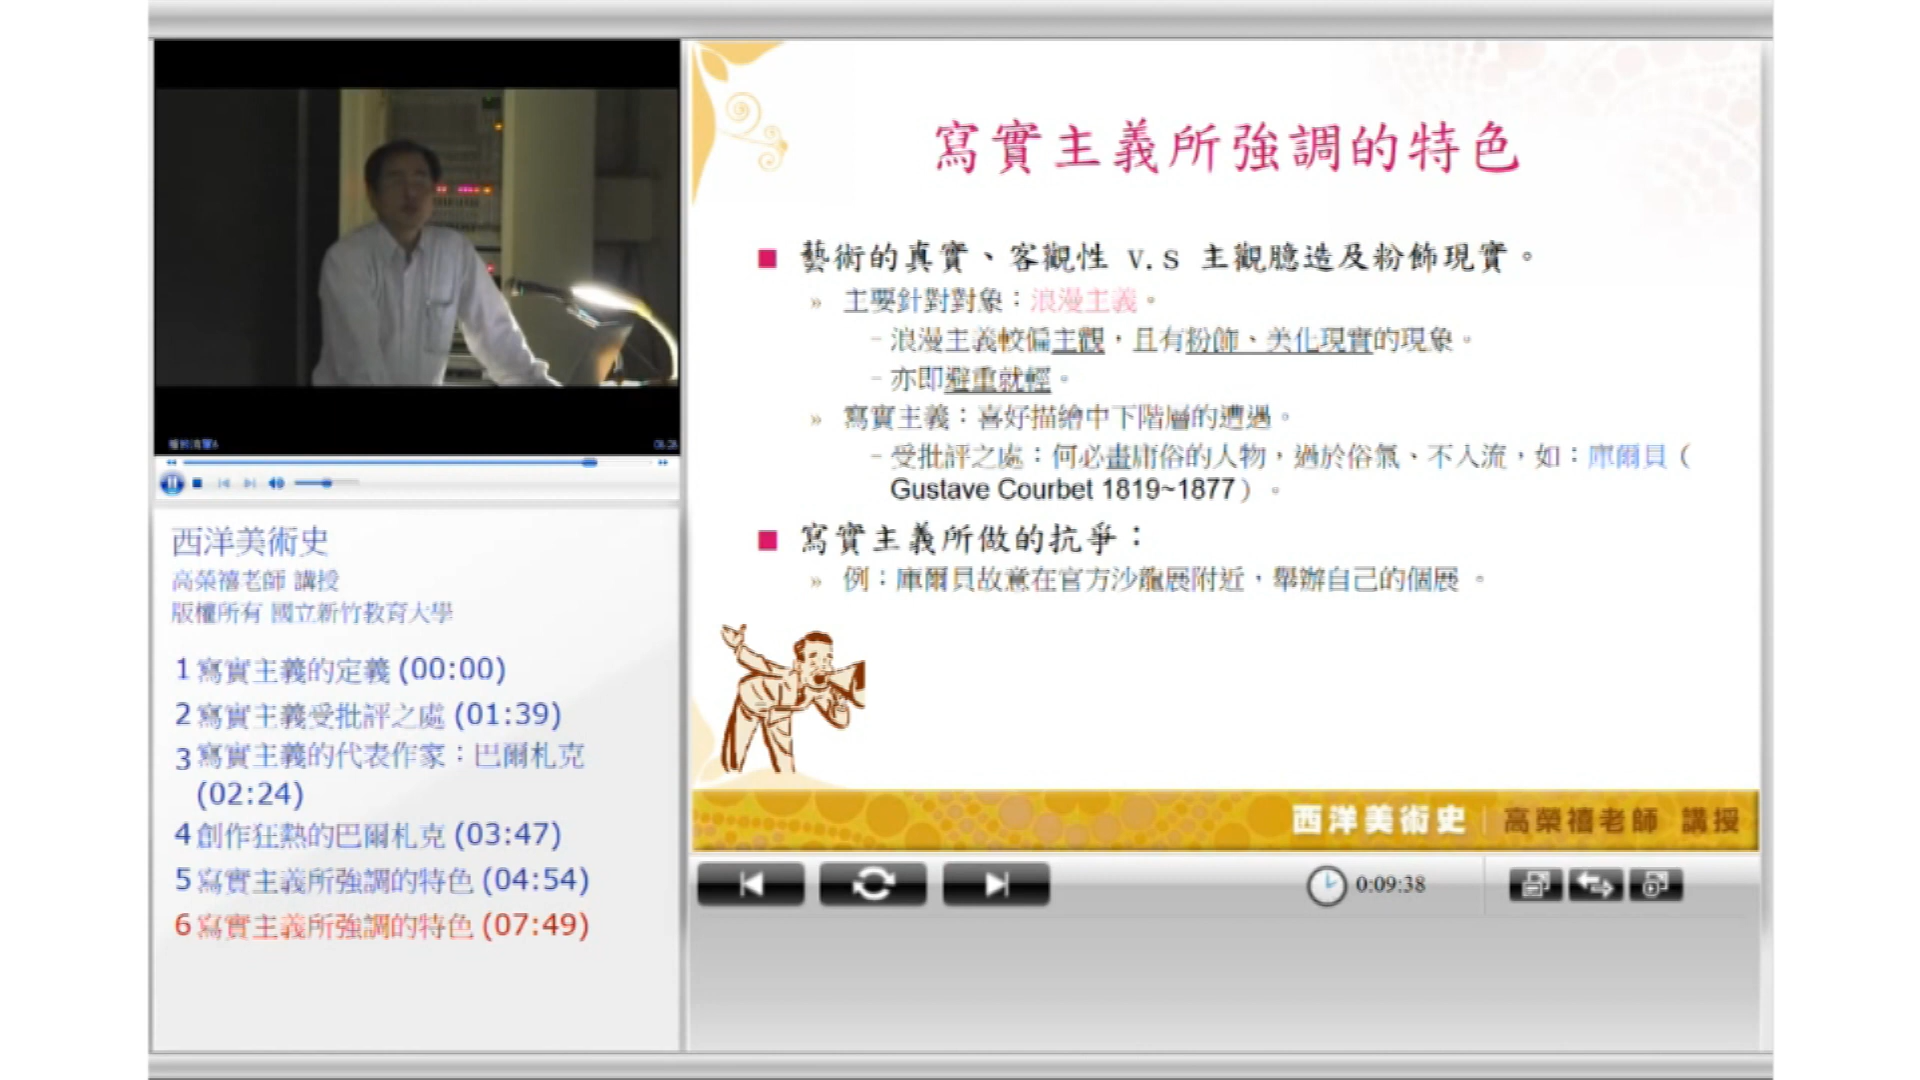 寫實主義所強調的特色
藝術的真實、客觀性 v.s 主觀臆造及粉飾現實。
» 主要針對對象：浪漫主義。
－浪漫主義較偏主觀，且有粉飾、美化現實的現象。
－亦即避重就輕。
» 寫實主義：喜好描繪中下階層的遭遇。
－受批評之處：何必畫庸俗的人物，過於俗氣、不入流，如：庫爾貝（
Gustave Courbet 1819~1877）。
寫實主義所做的抗爭：
» 例：庫爾貝故意在官方沙龍展附近，舉辦自己的個展 。
西洋美術史 | 高榮禧老師 講授
0:09:38
西洋美術史
高榮禧老師 講授
版權所有 國立新竹教育大學
1 寫實主義的定義 (00:00)
2 寫實主義受批評之處 (01:39)
3 寫實主義的代表作家：巴爾札克
(02:24)
4 創作狂熱的巴爾札克 (03:47)
5 寫實主義所強調的特色 (04:54)
6 寫實主義所強調的特色 (07:49)